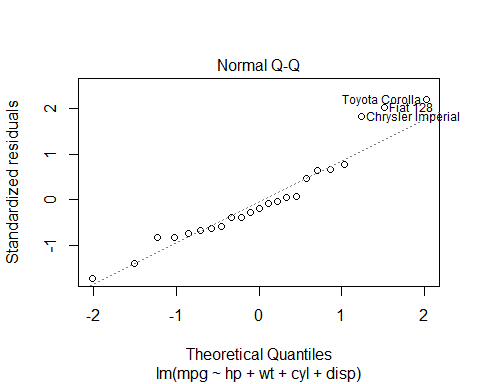 Normal Q-Q
Standardized residuals
2
1
0
-1
Toyota Corolla
Fiat 128
Chrysler Imperial
-2
-1
0
1
2
Theoretical Quantiles
lm(mpg ~ hp + wt + cyl + disp)